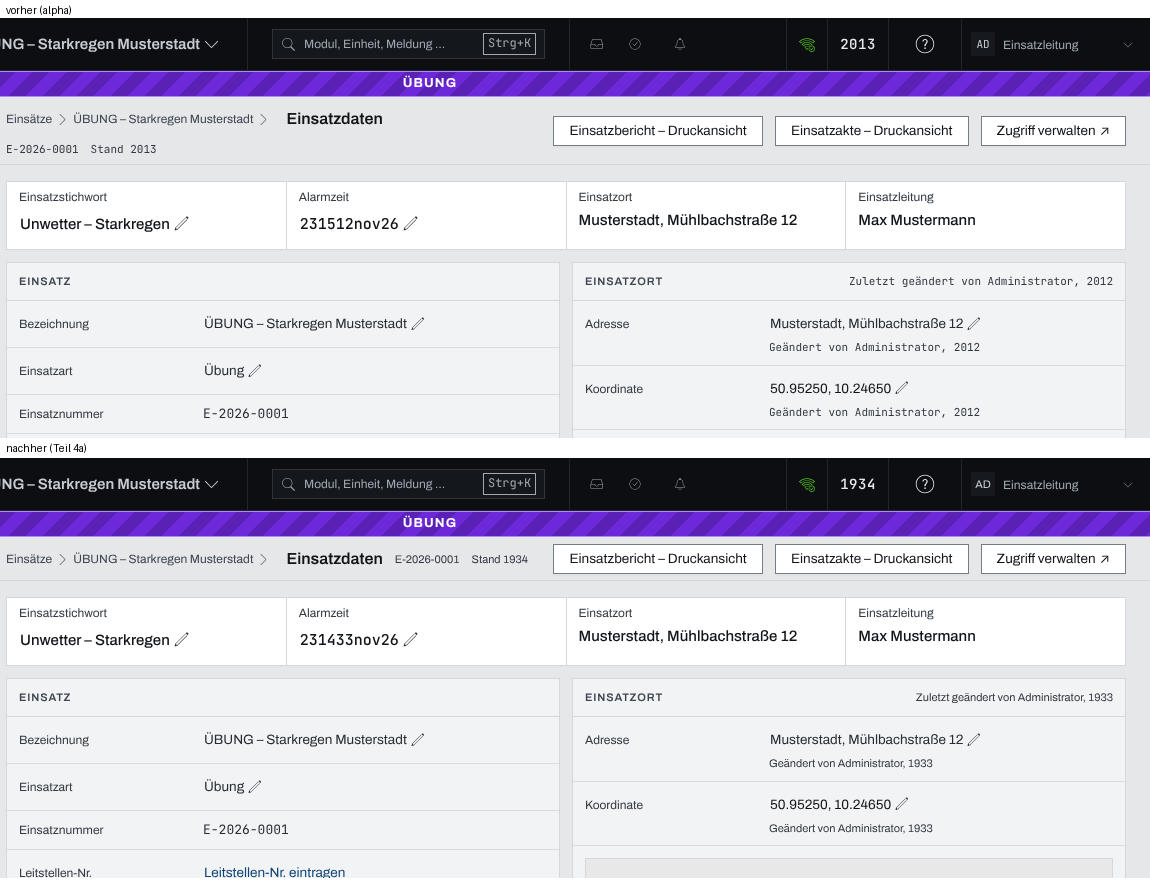 vorher (alpha)
NG – Starkregen Musterstadt
Modul, Einheit, Meldung ...
Strg+K
2013
?
AD
Einsatzleitung
ÜBUNG
Einsätze
ÜBUNG – Starkregen Musterstadt
Einsatzdaten
Einsatzbericht – Druckansicht
Einsatzakte – Druckansicht
Zugriff verwalten ↗
E-2026-0001 Stand 2013
Einsatzstichwort
Unwetter – Starkregen
Alarmzeit
231512nov26
Einsatzort
Musterstadt, Mühlbachstraße 12
Einsatzleitung
Max Mustermann
EINSATZ
Bezeichnung
ÜBUNG – Starkregen Musterstadt
Einsatzart
Übung
Einsatznummer
E-2026-0001
EINSATZORT
Zuletzt geändert von Administrator, 2012
Adresse
Musterstadt, Mühlbachstraße 12
Geändert von Administrator, 2012
Koordinate
50.95250, 10.24650
Geändert von Administrator, 2012
nachher (Teil 4a)
NG – Starkregen Musterstadt
Modul, Einheit, Meldung ...
Strg+K
1934
?
AD
Einsatzleitung
ÜBUNG
Einsätze
ÜBUNG – Starkregen Musterstadt
Einsatzdaten
E-2026-0001 Stand 1934
Einsatzbericht – Druckansicht
Einsatzakte – Druckansicht
Zugriff verwalten ↗
Einsatzstichwort
Unwetter – Starkregen
Alarmzeit
231433nov26
Einsatzort
Musterstadt, Mühlbachstraße 12
Einsatzleitung
Max Mustermann
EINSATZ
Bezeichnung
ÜBUNG – Starkregen Musterstadt
Einsatzart
Übung
Einsatznummer
E-2026-0001
Leitstellen-Nr.
Leitstellen-Nr. eintragen
EINSATZORT
Zuletzt geändert von Administrator, 1933
Adresse
Musterstadt, Mühlbachstraße 12
Geändert von Administrator, 1933
Koordinate
50.95250, 10.24650
Geändert von Administrator, 1933